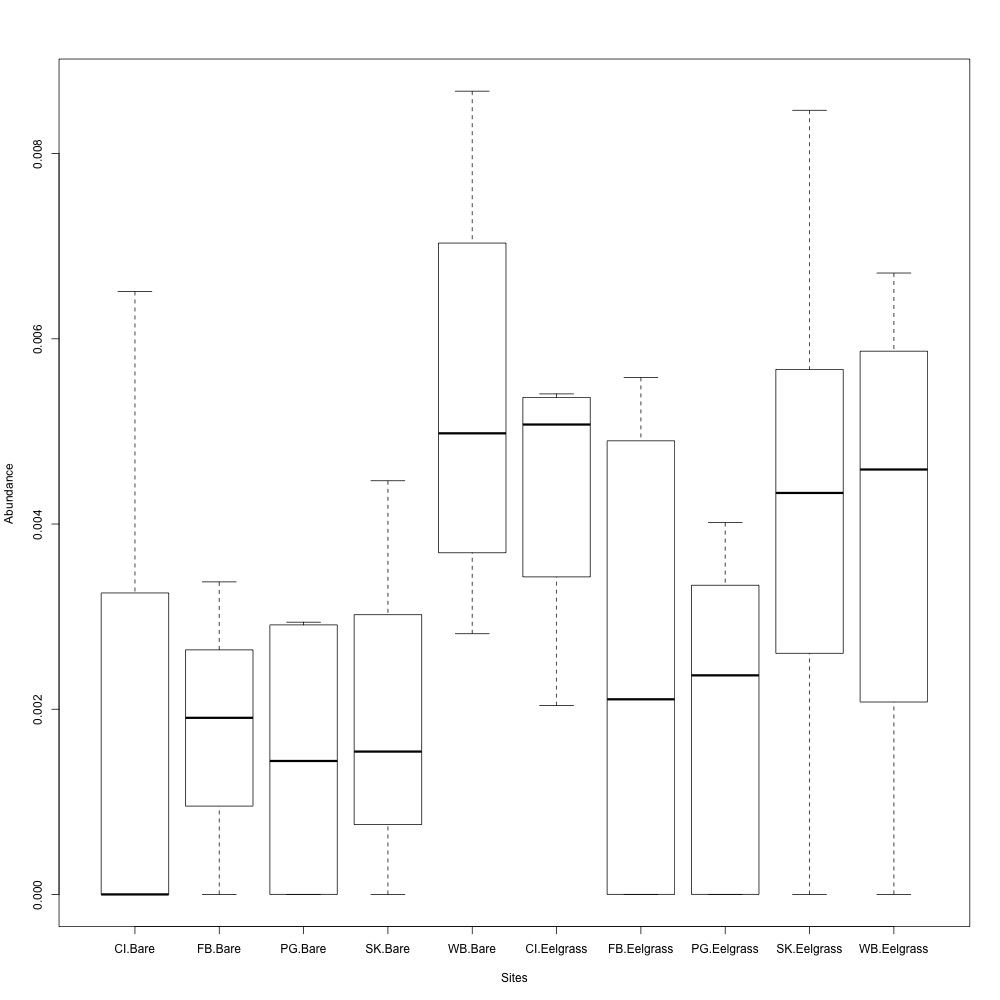 0.008
0.006
0.004
0.002
0.000
Abundance
CI.Bare FB.Bare PG.Bare SK.Bare WB.Bare CI.Eelgrass FB.Eelgrass PG.Eelgrass SK.Eelgrass WB.Eelgrass
Sites